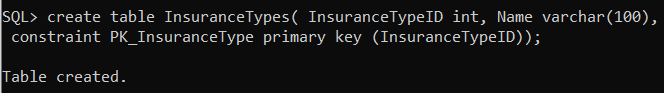 SQL> create table InsuranceTypes( InsuranceTypeID int, Name varchar(100),
constraint PK_InsuranceType primary key (InsuranceTypeID));
Table created.